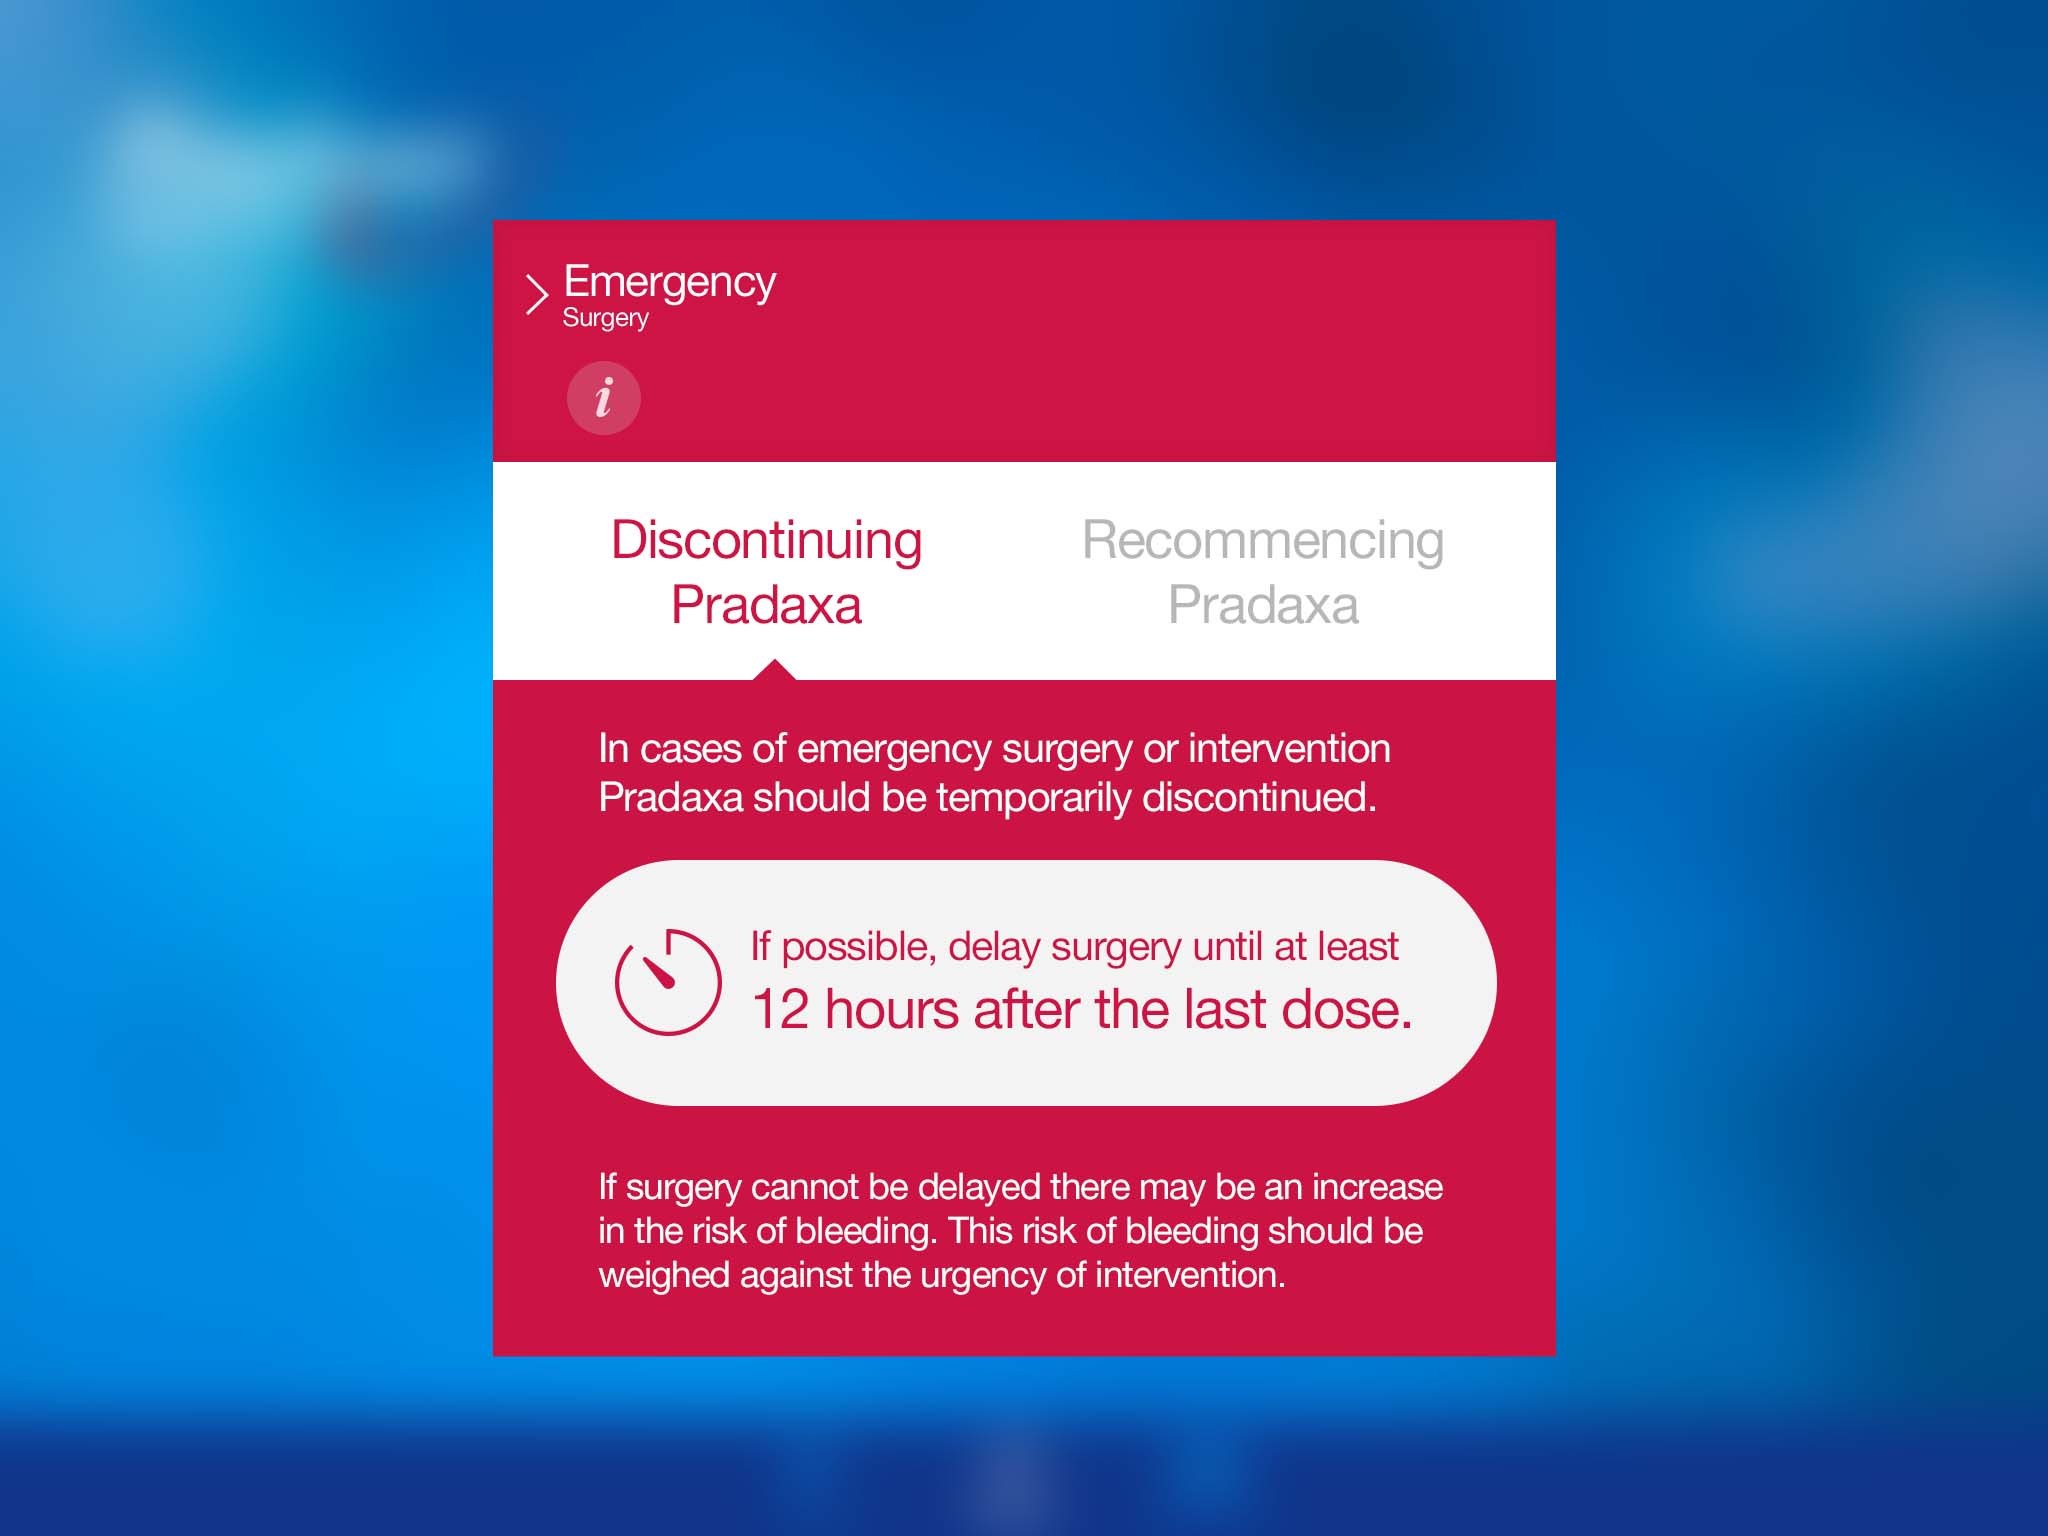 Emergency
Surgery
i
Discontinuing
Pradaxa
Recommencing
Pradaxa
In cases of emergency surgery or intervention
Pradaxa should be temporarily discontinued.
If possible, delay surgery until at least
12 hours after the last dose.
If surgery cannot be delayed there may be an increase
in the risk of bleeding. This risk of bleeding should be
weighed against the urgency of intervention.